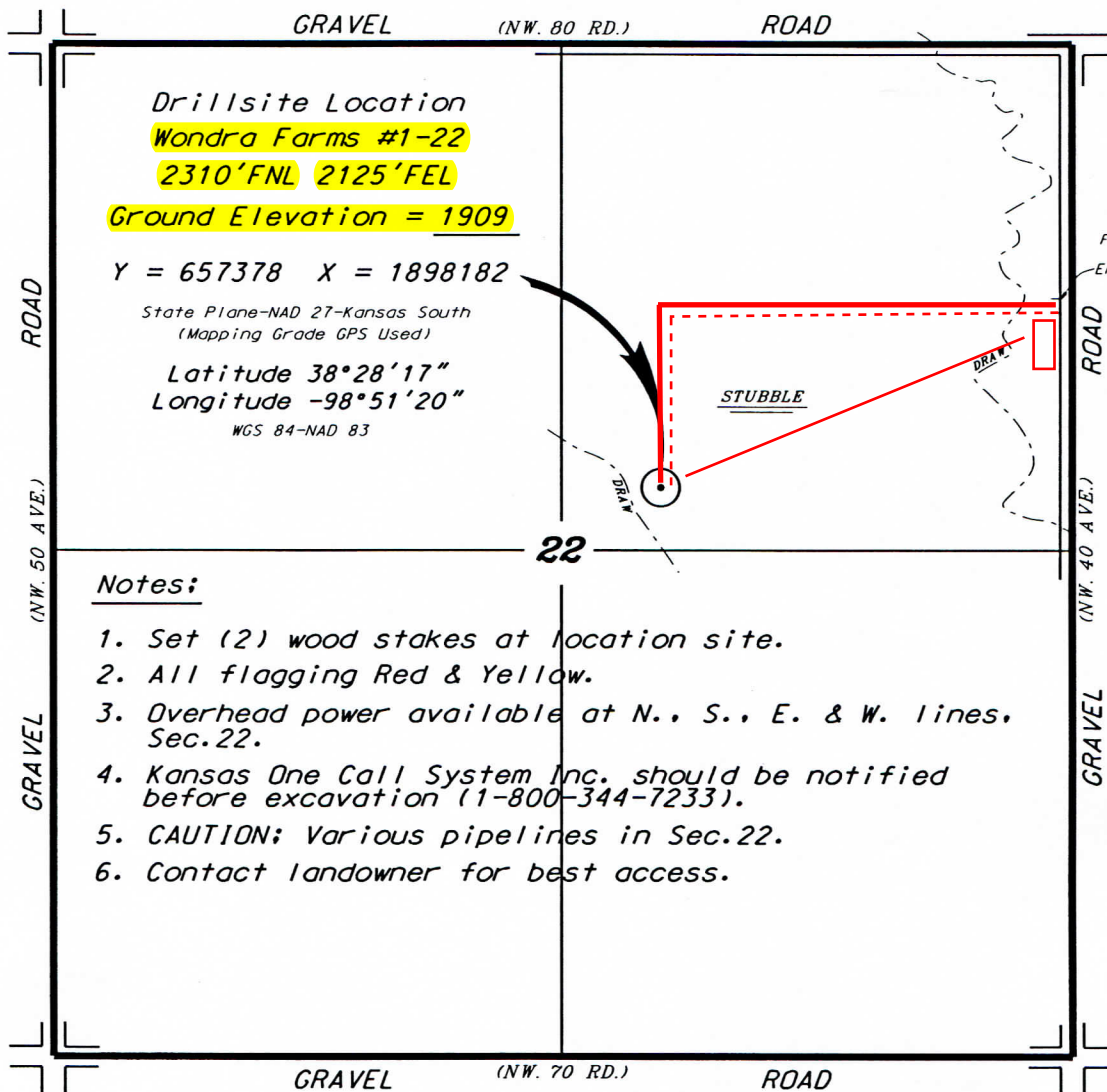 GRAVEL (NW. 80 RD.) ROAD
Drillsite Location
Wondra Farms #1-22
2310'FNL 2125'FEL
Ground Elevation = 1909
Y = 657378 X = 1898182
State Plane-NAD 27-Kansas South
(Mapping Grade GPS Used)
Latitude 38°28'17"
Longitude -98°51'20"
WGS 84-NAD 83
ROAD
(NW. 50 AVE.)
GRAVEL
STUBBLE
DRAW
DRAW
ROAD
(NW. 40 AVE.)
GRAVEL
22
Notes:
1. Set (2) wood stakes at location site.
2. All flagging Red & Yellow.
3. Overhead power available at N., S., E. & W. lines,
Sec.22.
4. Kansas One Call System Inc. should be notified
before excavation (1-800-344-7233).
5. CAUTION: Various pipelines in Sec.22.
6. Contact landowner for best access.
GRAVEL (NW. 70 RD.) ROAD